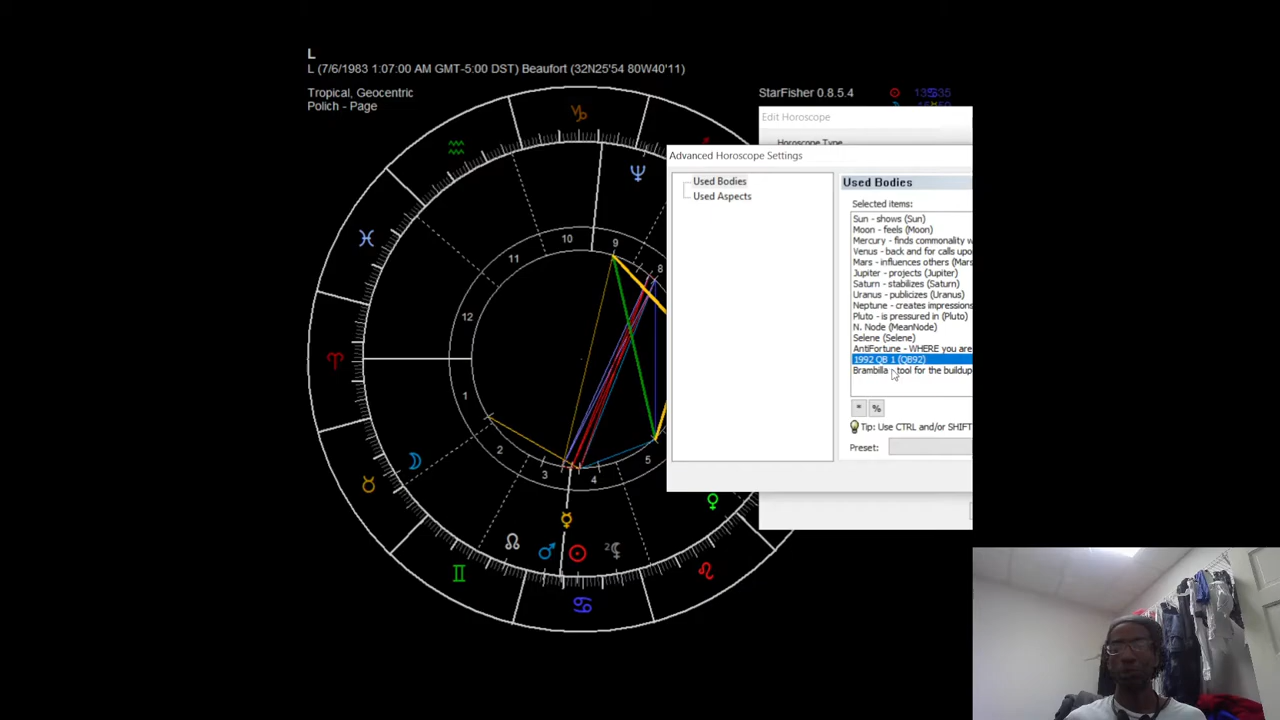 L
L (7/6/1983 1:07:00 AM GMT-5:00 DST) Beaufort (32N25'54 80W40'11)
Tropical, Geocentric
Polich - Page
StarFisher 0.8.5.4
Edit Horoscope
Horoscope Type
Advanced Horoscope Settings
Used Bodies
Used Aspects
Used Bodies
Selected items:
Sun - shows (Sun)
Moon - feels (Moon)
Mercury - finds commonality w
Venus - back and for calls upo
Mars - influences others (Mars
Jupiter - projects (Jupiter)
Saturn - stabilizes (Saturn)
Uranus - publicizes (Uranus)
Neptune - creates impressions
Pluto - is pressured in (Pluto)
N. Node (MeanNode)
Selene (Selene)
AntiFortune - WHERE you are
1992 QB 1 (QB92)
Brambilla - tool for the buildup
* %
Tip: Use CTRL and/or SHIFT
Preset:
10
9
11
8
12
1
2
5
3
4